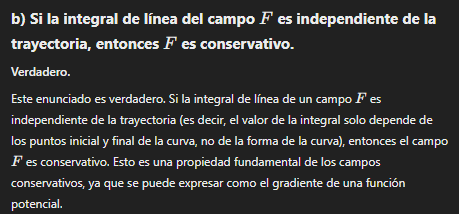 b) Si la integral de línea del campo F es independiente de la
trayectoria, entonces F es conservativo.
Verdadero.
Este enunciado es verdadero. Si la integral de línea de un campo F es
independiente de la trayectoria (es decir, el valor de la integral solo depende de
los puntos inicial y final de la curva, no de la forma de la curva), entonces el campo
F es conservativo. Esto es una propiedad fundamental de los campos
conservativos, ya que se puede expresar como el gradiente de una función
potencial.